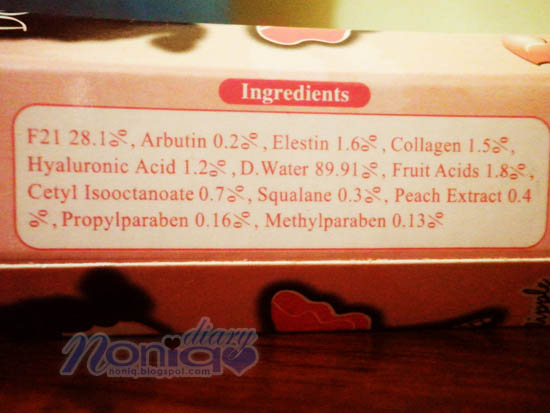 Ingredients
F21 28.1%, Arbutin 0.2%, Elestin 1.6%, Collagen 1.5%,
Hyaluronic Acid 1.2%, D.Water 89.91%, Fruit Acids 1.8%,
Cetyl Isooctanoate 0.7%, Squalane 0.3%, Peach Extract 0.4
%, Propylparaben 0.16%, Methylparaben 0.13%
diary
Noniq
noniq.blogspot.com